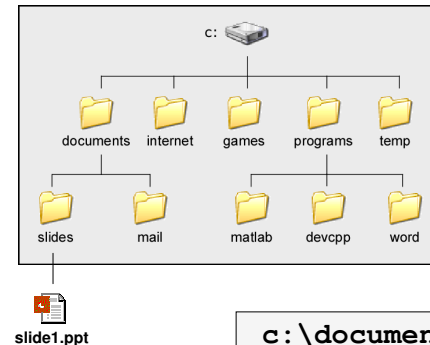 c:
documents internet games programs temp
slides mail matlab devcpp word
slide1.ppt